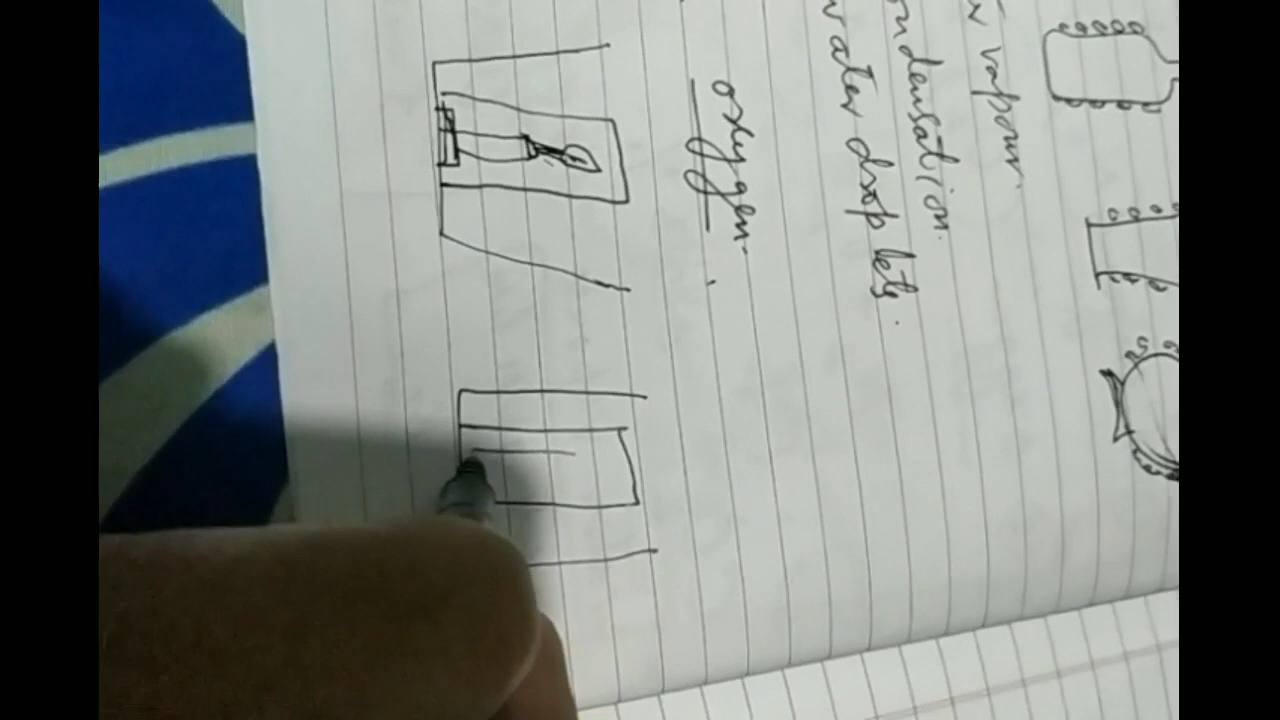 vapour.
condensation.
water droplets.
oxygen.